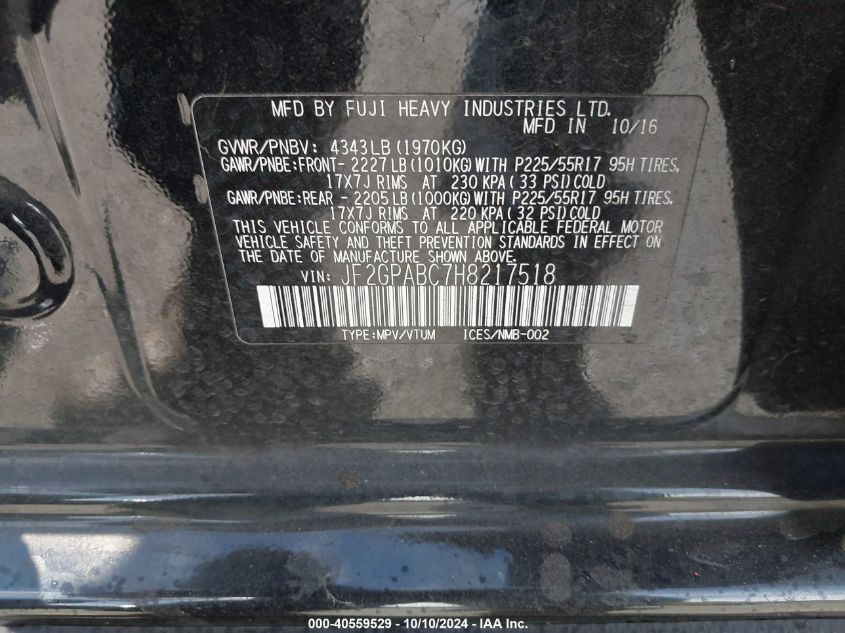 MFD BY FUJI HEAVY INDUSTRIES LTD.
MFD IN 10/16
GVWR/PNBV: 4343LB (1970KG)
GAWR/PNBE:FRONT- 2227LB (1010KG) WITH P225/55R17 95H TIRES,
17X7J RIMS AT 230 KPA ( 33 PSI) COLD
GAWR/PNBE:REAR - 2205LB (1000KG) WITH P225/55R17 95H TIRES,
17X7J RIMS AT 220 KPA ( 32 PSI) COLD
THIS VEHICLE CONFORMS TO ALL APPLICABLE FEDERAL MOTOR
VEHICLE SAFETY AND THEFT PREVENTION STANDARDS IN EFFECT ON
THE DATE OF MANUFACTURE SHOWN ABOVE.
VIN: JF2GPABC7H8217518
TYPE:MPV/VTUM ICES/NMB-002
000-40559529 - 10/10/2024 - IAA Inc.